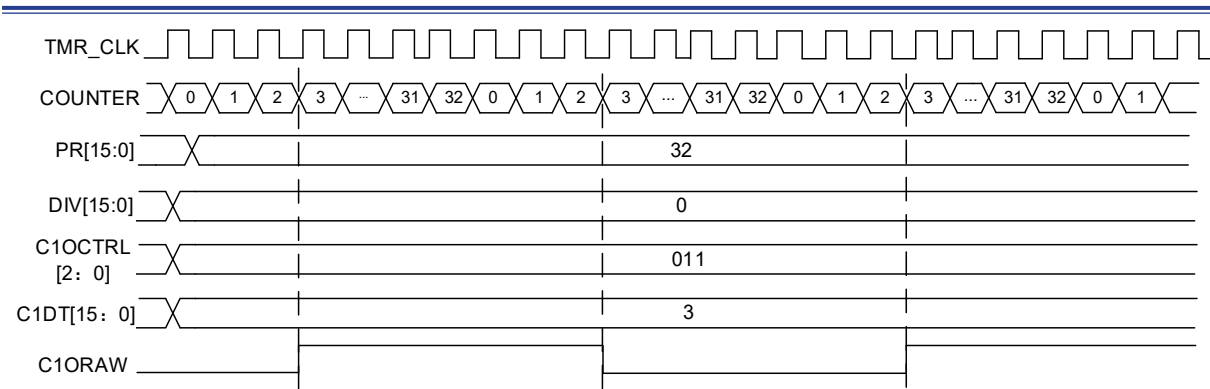 TMR_CLK
COUNTER 0 1 2 3 ... 31 32 0 1 2 3 ... 31 32 0 1 2 3 ... 31 32 0 1
PR[15:0] 32
DIV[15:0] 0
C1OCTRL
[2：0] 011
C1DT[15：0] 3
C1ORAW